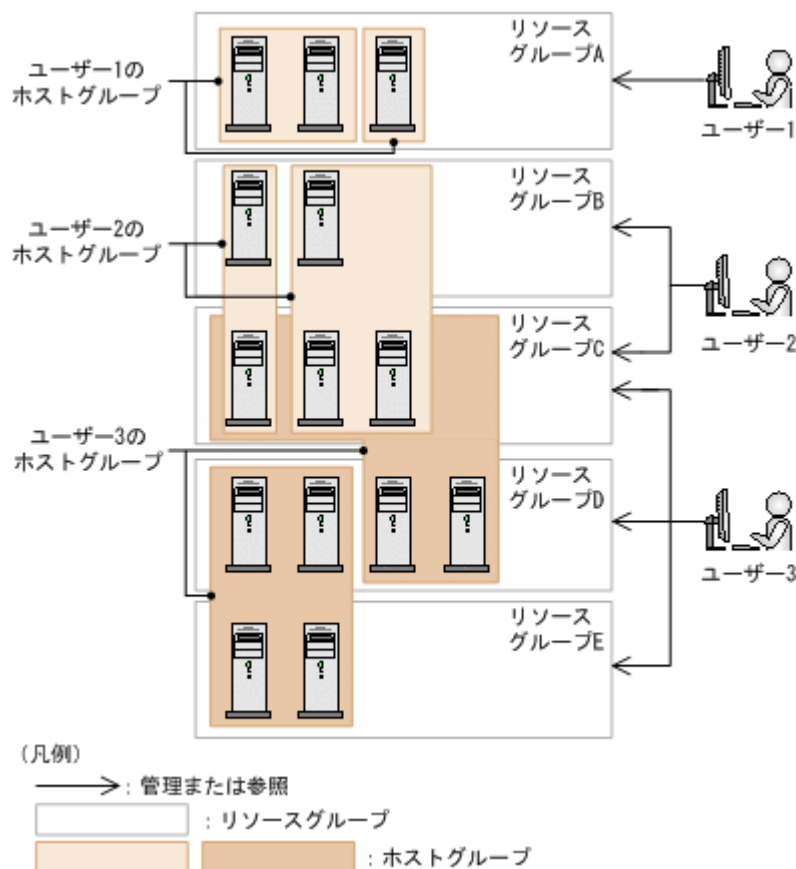 リソース
グループA
ユーザー1の
ホストグループ
ユーザー1
リソース
グループB
ユーザー2の
ホストグループ
リソース
グループC
ユーザー2
ユーザー3の
ホストグループ
リソース
グループD
ユーザー3
リソース
グループE
(凡例)
: 管理または参照
: リソースグループ
: ホストグループ